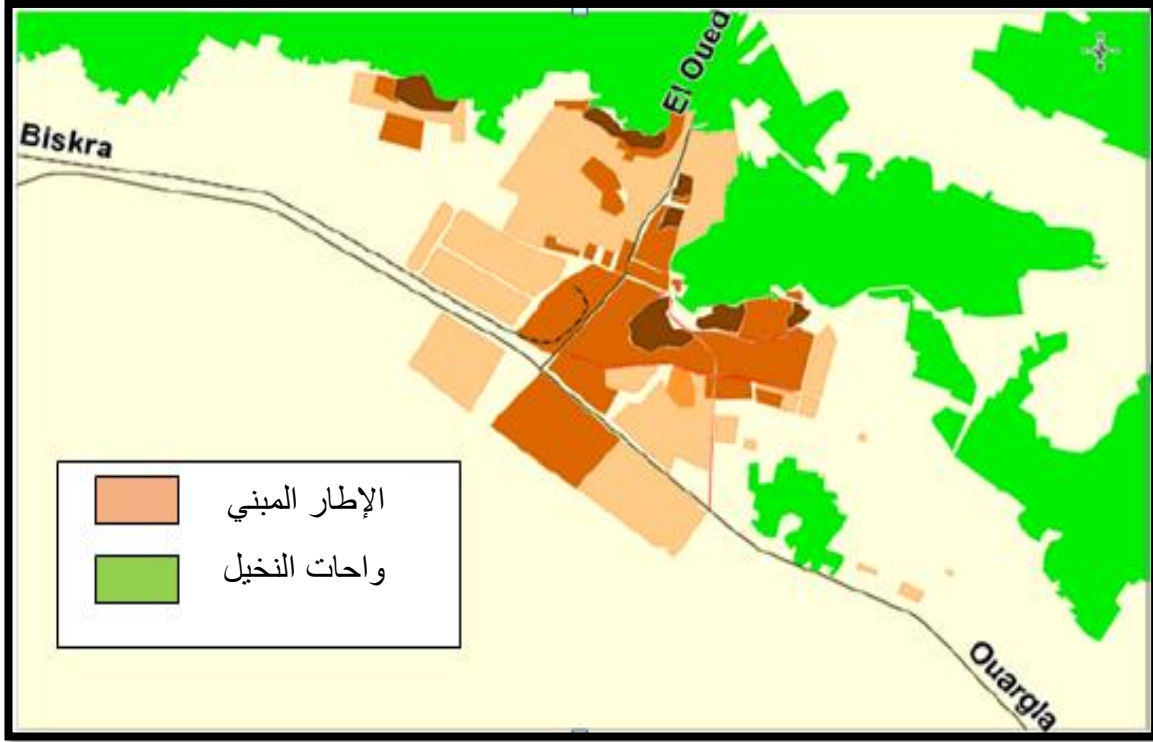 El Oued
Biskra
الإطار المبني
واحات النخيل
Ouargla